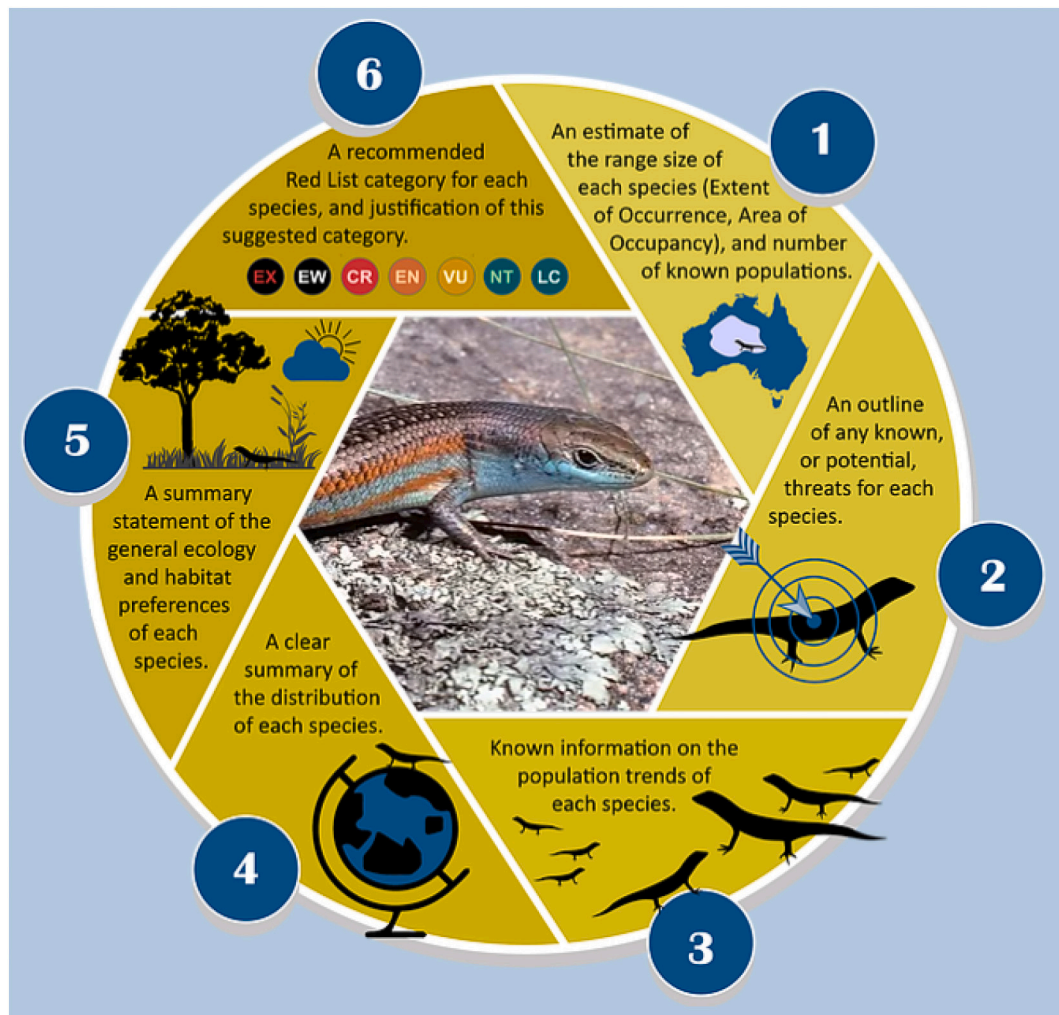 1
An estimate of
the range size of
each species (Extent
of Occurrence, Area of
Occupancy), and number
of known populations.
2
An outline
of any known,
or potential,
threats for each
species.
3
Known information on the
population trends of
each species.
4
A clear
summary of
the distribution
of each species.
5
A summary
statement of the
general ecology
and habitat
preferences
of each
species.
6
A recommended
Red List category for each
species, and justification of this
suggested category.
EX EW CR EN VU NT LC